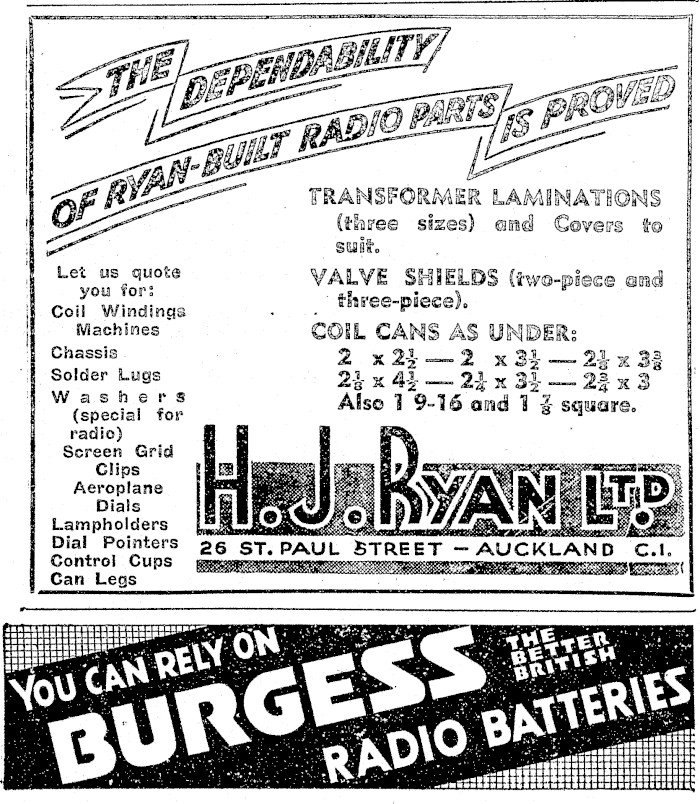 THE DEPENDABILITY
OF RYAN-BUILT RADIO PARTS IS PROVED
Let us quote
you for:
Coil Windings
Machines
Chassis
Solder Lugs
Washers
(special for
radio)
Screen Grid
Clips
Aeroplane
Dials
Lampholders
Dial Pointers
Control Cups
Can Legs
TRANSFORMER LAMINATIONS
(three sizes) and Covers to
suit.
VALVE SHIELDS (two-piece and
three-piece).
COIL CANS AS UNDER:
2 x 2½ — 2 x 3½ — 2⅛ x 3⅜
2⅛ x 4½ — 2¼ x 3½ — 2¾ x 3
Also 1 9-16 and 1 ⅞ square.
H. J. RYAN LTD.
26 ST. PAUL STREET — AUCKLAND C.1.
YOU CAN RELY ON
BURGESS
THE
BETTER
BRITISH
RADIO BATTERIES